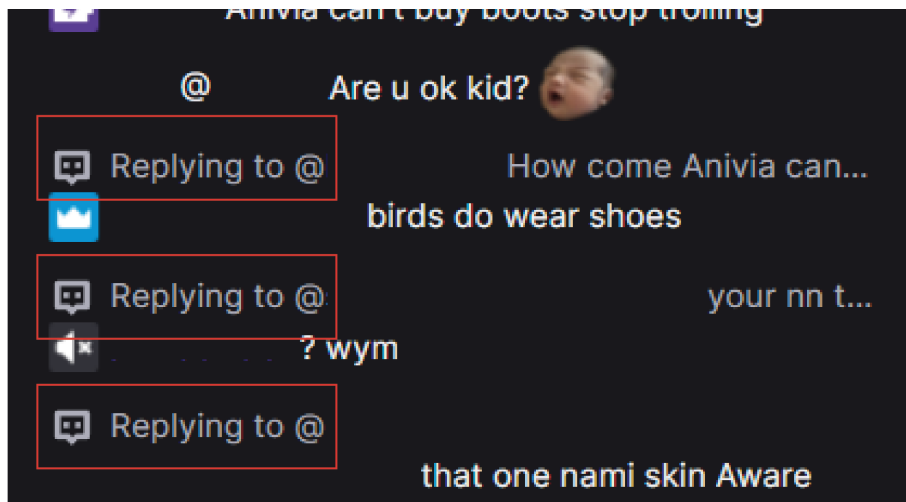 Anivia can't buy boots stop trolling
@ Are u ok kid?
Replying to @ How come Anivia can...
birds do wear shoes
Replying to @ your nn t...
? wym
Replying to @
that one nami skin Aware